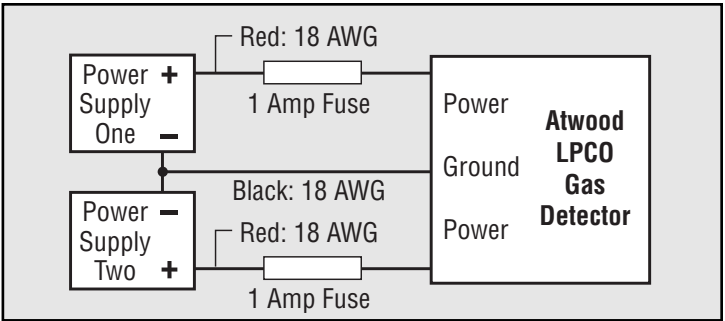 Red: 18 AWG
Power +
Supply
One −
1 Amp Fuse
Power
Ground
Power
Atwood
LPCO
Gas
Detector
Black: 18 AWG
Power −
Supply
Two +
Red: 18 AWG
1 Amp Fuse